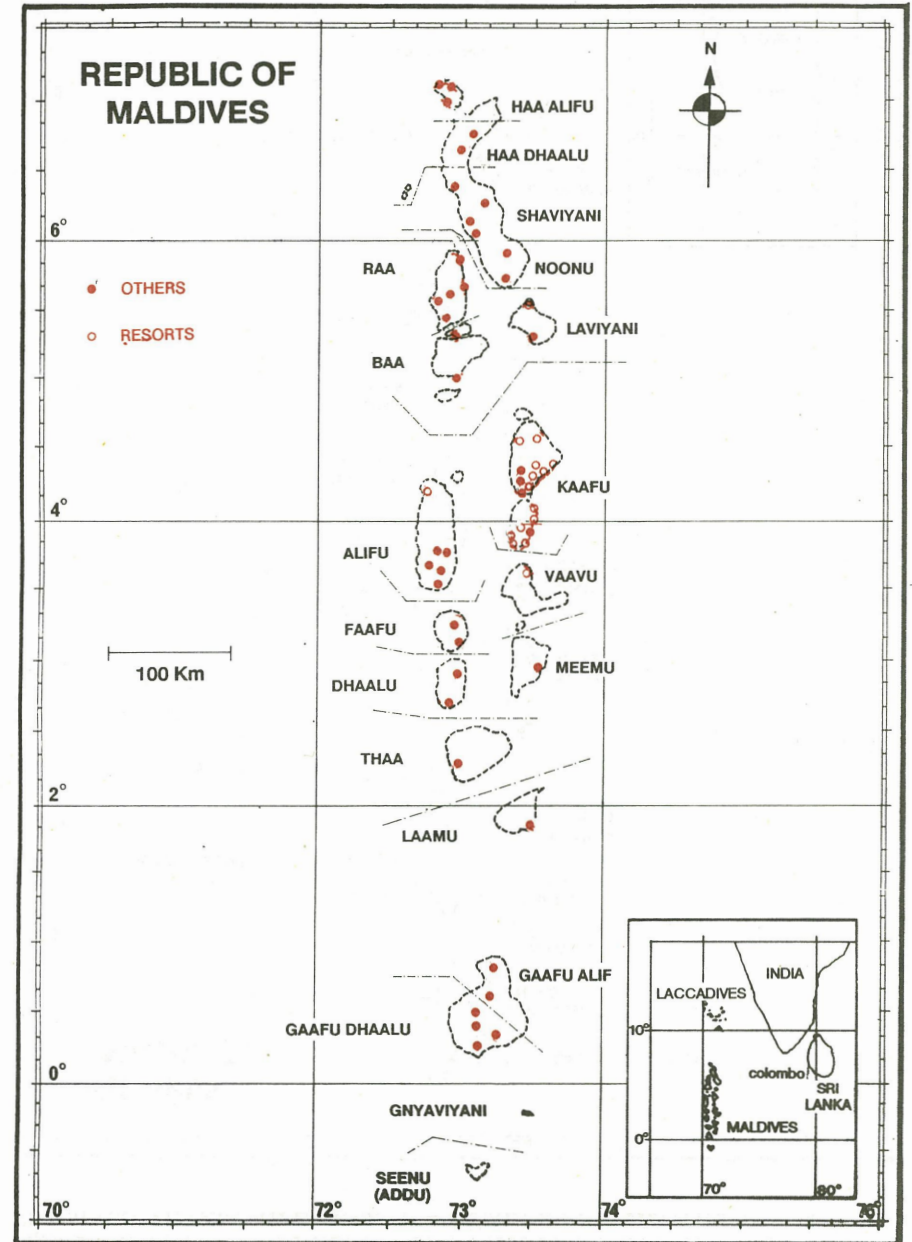 REPUBLIC OF
MALDIVES
N
HAA ALIFU
HAA DHAALU
SHAVIYANI
6°
RAA
NOONU
OTHERS
RESORTS
LAVIYANI
BAA
KAAFU
4°
ALIFU
VAAVU
FAAFU
100 Km
MEEMU
DHAALU
THAA
2°
LAAMU
GAAFU ALIF
GAAFU DHAALU
0°
GNYAVIYANI
SEENU
(ADDU)
70°
72°
73°
74°
76°
INDIA
LACCADIVES
10°
colombo
SRI
LANKA
MALDIVES
0°
70°
80°